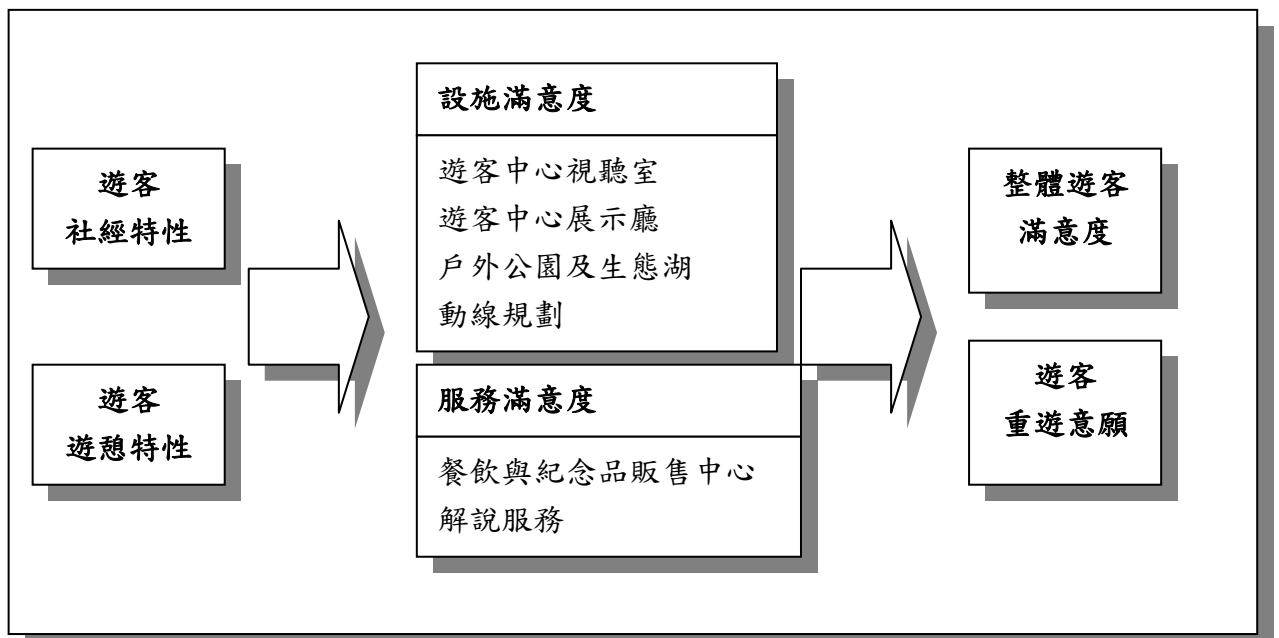 遊客
社經特性
遊客
遊憩特性
設施滿意度
遊客中心視聽室
遊客中心展示廳
戶外公園及生態湖
動線規劃
服務滿意度
餐飲與紀念品販售中心
解說服務
整體遊客
滿意度
遊客
重遊意願